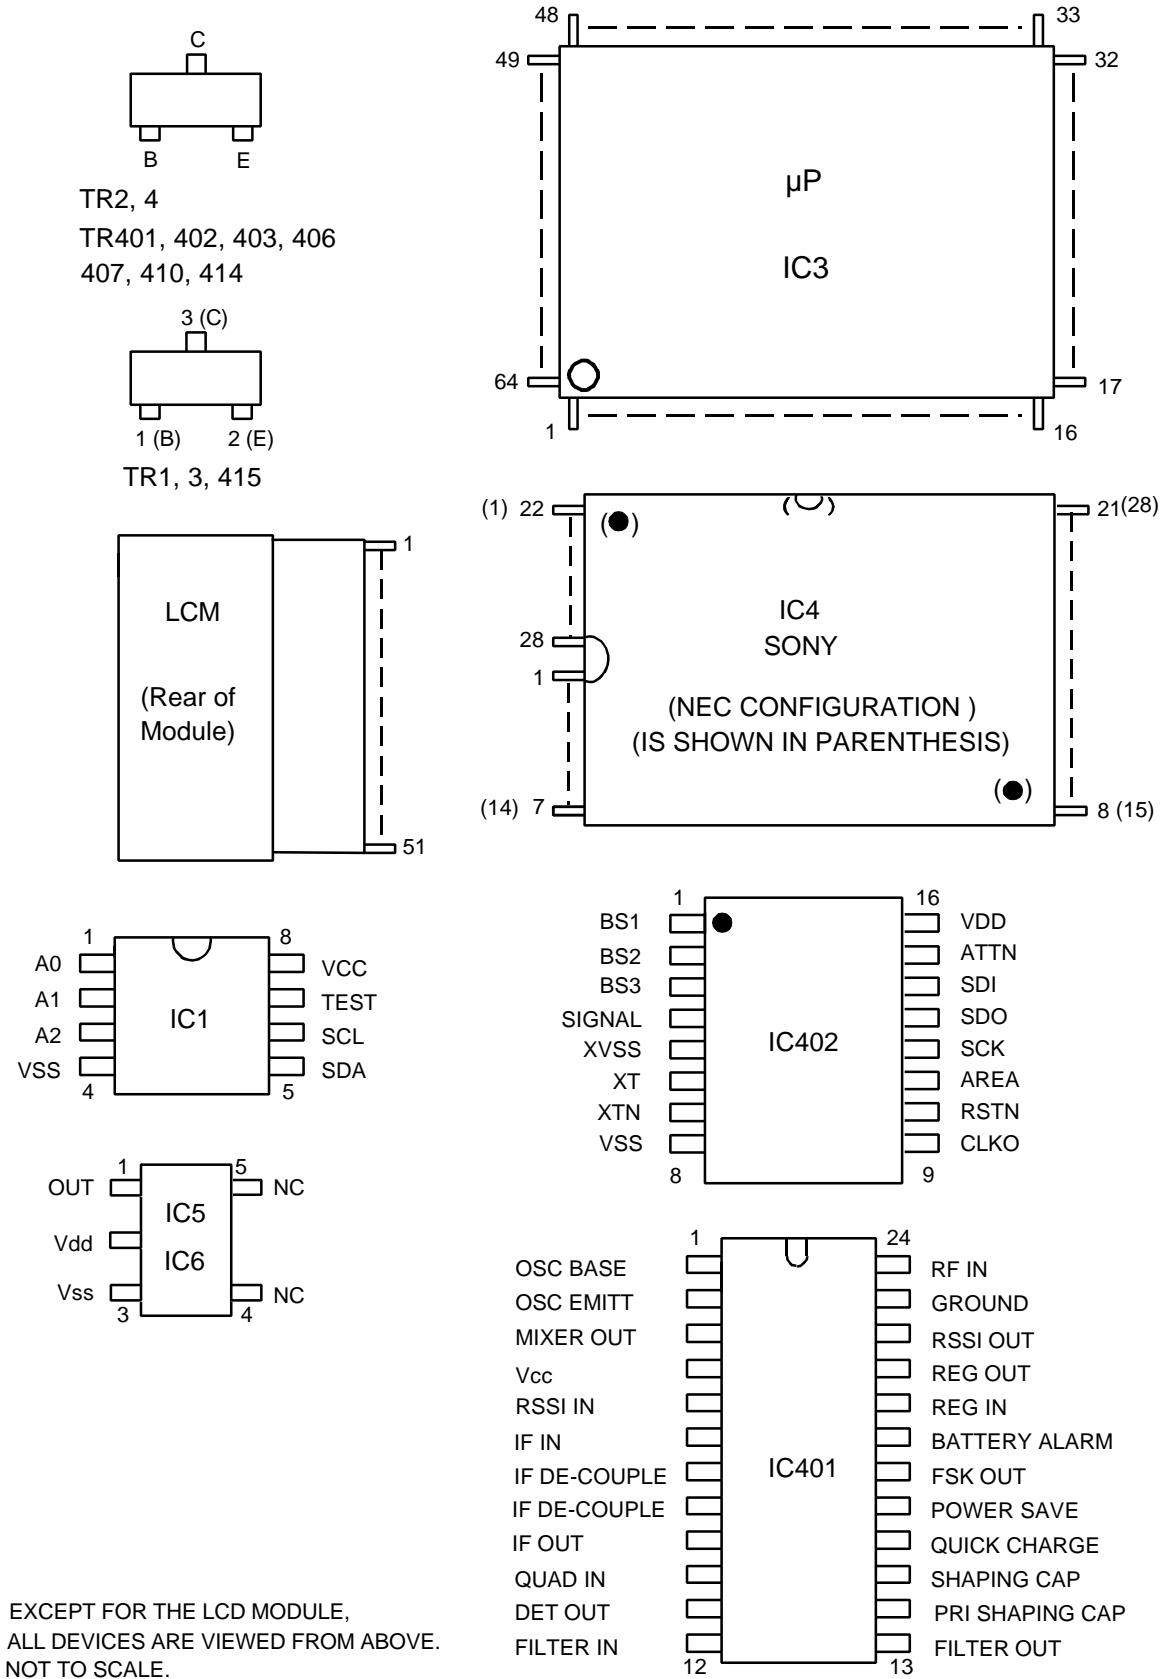 C
B E
TR2, 4
TR401, 402, 403, 406
407, 410, 414
3 (C)
1 (B) 2 (E)
TR1, 3, 415
48 33
49 32
µP
IC3
64 17
1 16
LCM
(Rear of
Module)
1
51
(1) 22 21(28)
IC4
SONY
28
1
(NEC CONFIGURATION )
(IS SHOWN IN PARENTHESIS)
(14) 7 8 (15)
1 8
A0 VCC
A1 TEST
IC1
A2 SCL
VSS SDA
4 5
1 16
BS1 VDD
BS2 ATTN
BS3 SDI
SIGNAL SDO
IC402
XVSS SCK
XT AREA
XTN RSTN
VSS CLKO
8 9
1 5
OUT NC
IC5
Vdd
IC6
Vss NC
3 4
1 24
OSC BASE RF IN
OSC EMITT GROUND
MIXER OUT RSSI OUT
Vcc REG OUT
RSSI IN REG IN
IF IN BATTERY ALARM
IC401
IF DE-COUPLE FSK OUT
IF DE-COUPLE POWER SAVE
IF OUT QUICK CHARGE
QUAD IN SHAPING CAP
DET OUT PRI SHAPING CAP
FILTER IN FILTER OUT
12 13
EXCEPT FOR THE LCD MODULE,
ALL DEVICES ARE VIEWED FROM ABOVE.
NOT TO SCALE.